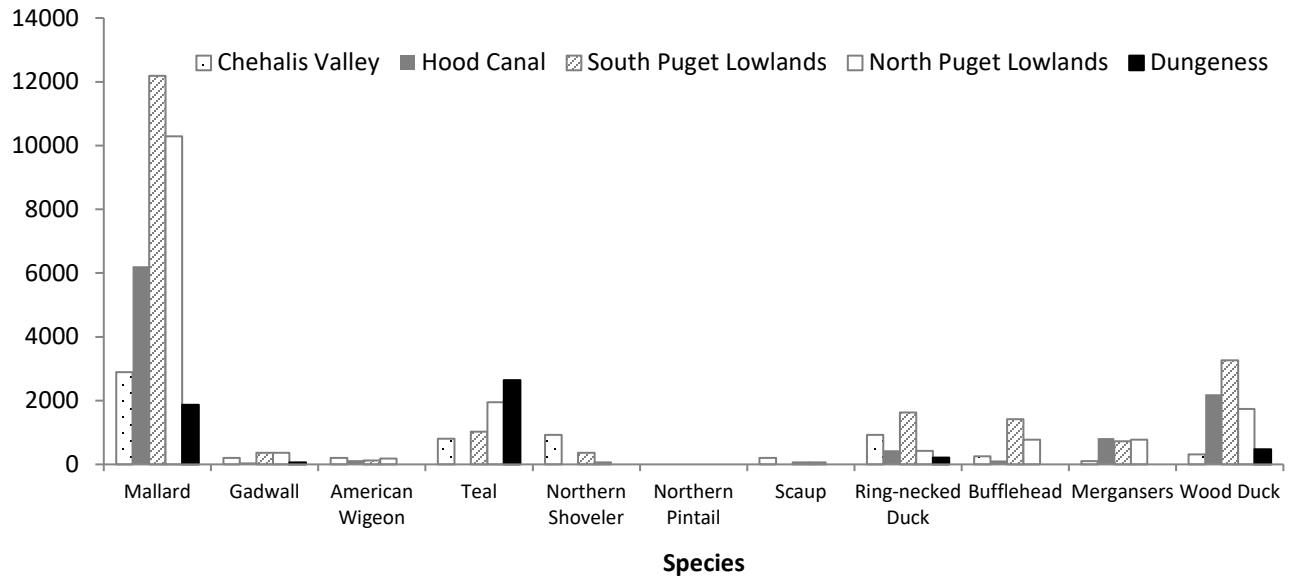 14000
12000
10000
8000
6000
4000
2000
0
Chehalis Valley Hood Canal South Puget Lowlands North Puget Lowlands Dungeness
Mallard Gadwall American Teal Northern Northern Scaup Ring-necked Bufflehead Mergansers Wood Duck
Wigeon Shoveler Pintail Duck
Species